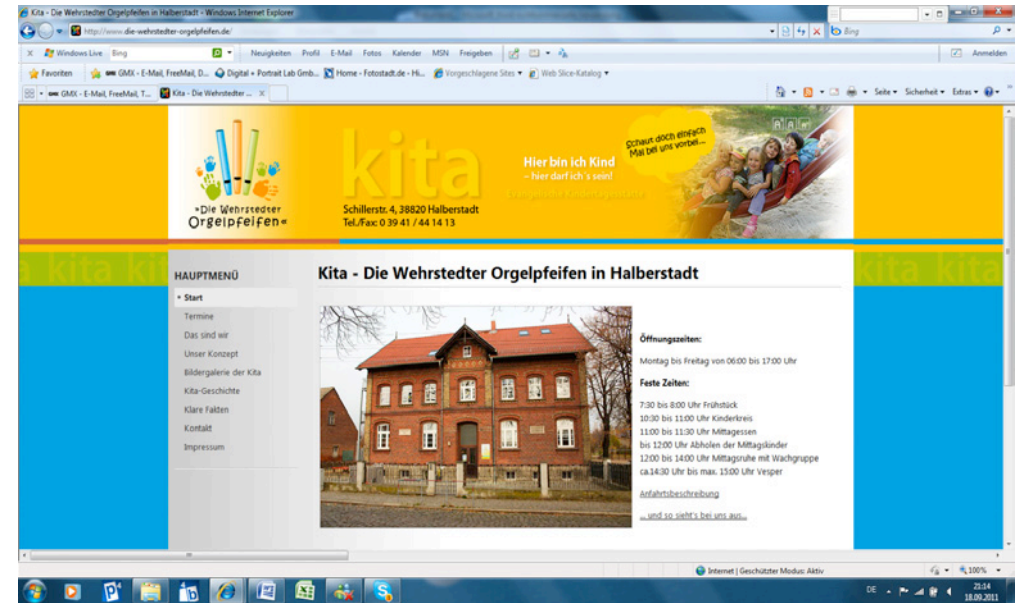 Kita - Die Wehrstedter Orgelpfeifen in Halberstadt - Windows Internet Explorer
http://www.die-wehrstedter-orgelpfeifen.de/
Bing
Windows Live Bing Neuigkeiten Profil E-Mail Fotos Kalender MSN Freigeben Anmelden
Favoriten GMX - E-Mail, FreeMail, D... Digital + Portrait Lab Gmb... Home - Fotostadt.de - Hi... Vorgeschlagene Sites Web Slice-Katalog
GMX - E-Mail, FreeMail, T... Kita - Die Wehrstedter ... Seite Sicherheit Extras
kita
Schaut doch einfach
Mal bei uns vorbei...
Hier bin ich Kind
– hier darf ich´s sein!
Evangelische Kindertagesstätte
»Die Wehrstedter
Orgelpfeifen«
Schillerstr. 4, 38820 Halberstadt
Tel./Fax: 0 39 41 / 44 14 13
kita kita kita
HAUPTMENÜ
Start
Termine
Das sind wir
Unser Konzept
Bildergalerie der Kita
Kita-Geschichte
Klare Fakten
Kontakt
Impressum
Kita - Die Wehrstedter Orgelpfeifen in Halberstadt
Öffnungszeiten:
Montag bis Freitag von 06:00 bis 17:00 Uhr
Feste Zeiten:
7:30 bis 8:00 Uhr Frühstück
10:30 bis 11:00 Uhr Kinderkreis
11:00 bis 11:30 Uhr Mittagessen
bis 12:00 Uhr Abholen der Mittagskinder
12:00 bis 14:00 Uhr Mittagsruhe mit Wachgruppe
ca.14:30 Uhr bis max. 15:00 Uhr Vesper
Anfahrtsbeschreibung
... und so sieht's bei uns aus...
Internet | Geschützter Modus: Aktiv 100%
DE 21:14
18.09.2011